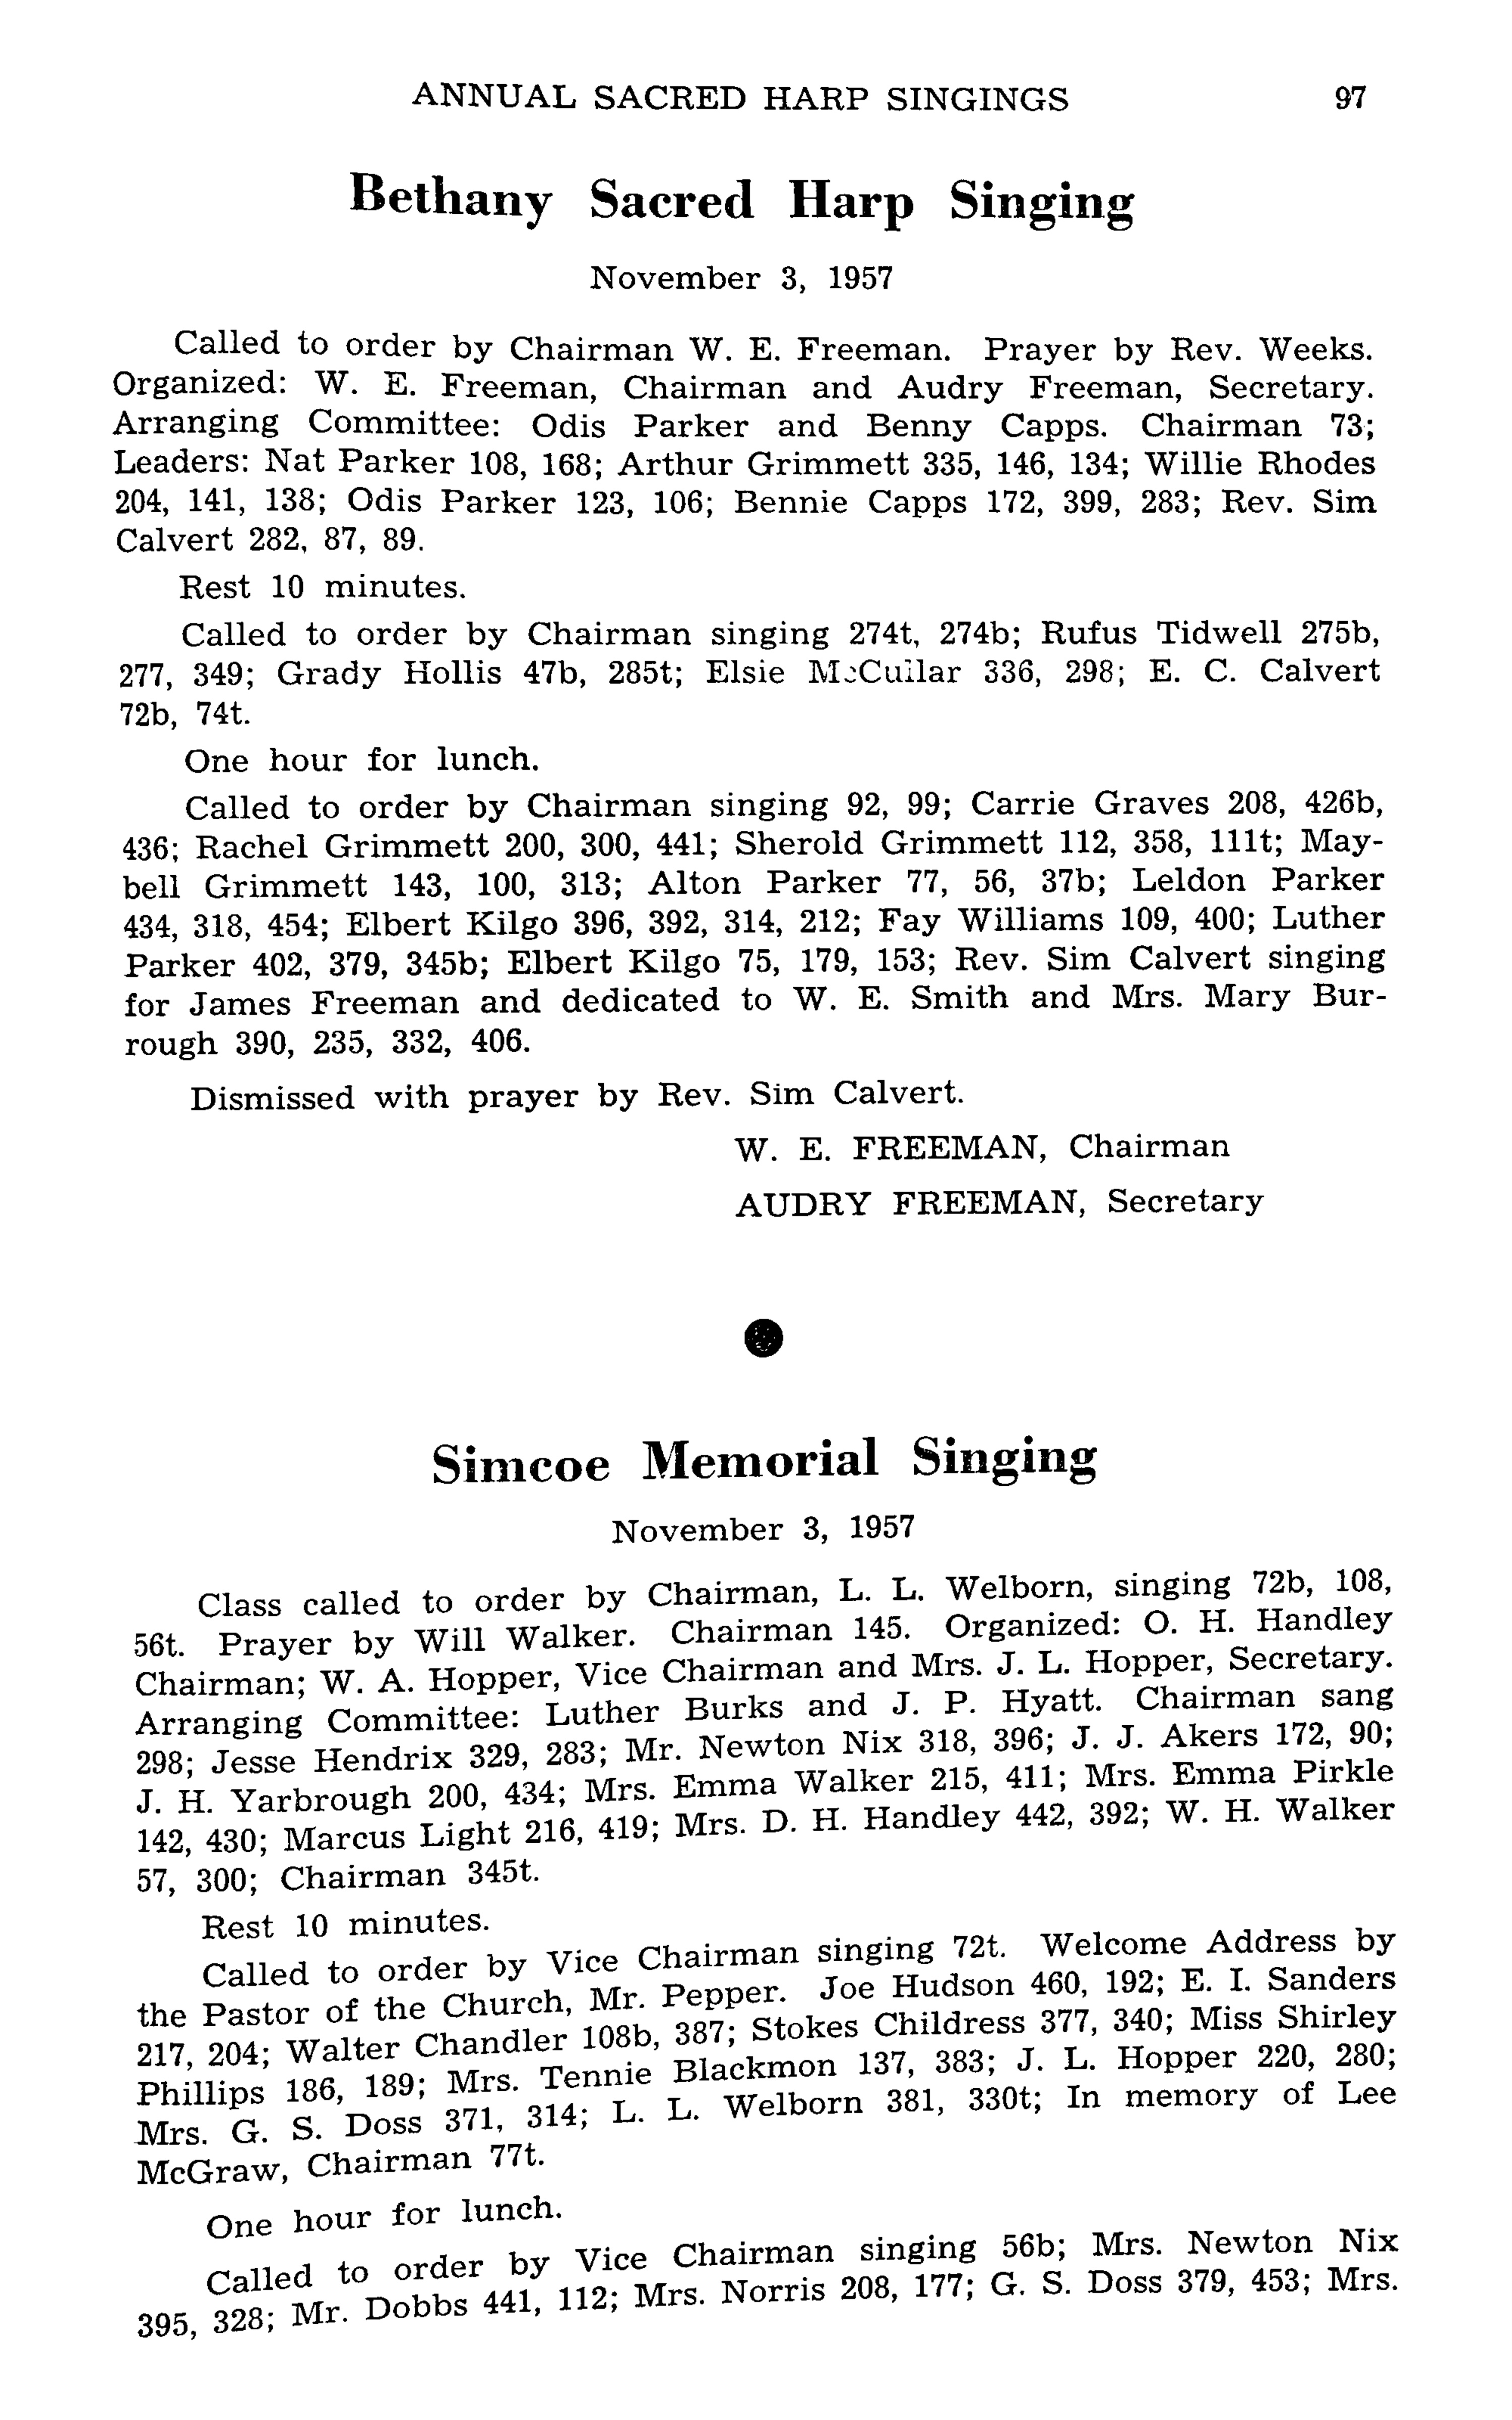 ANNUAL SACRED HARP SINGINGS 97
Bethany Sacred Harp Singing
November 3, 1957
Called to order by Chairman W. E. Freeman. Prayer by Rev. Weeks.
Organized: W. E. Freeman, Chairman and Audry Freeman, Secretary.
Arranging Committee: Odis Parker and Benny Capps. Chairman 73;
Leaders: Nat Parker 108, 168; Arthur Grimmett 335, 146, 134; Willie Rhodes
204, 141, 138; Odis Parker 123, 106; Bennie Capps 172, 399, 283; Rev. Sim
Calvert 282, 87, 89.
Rest 10 minutes.
Called to order by Chairman singing 274t, 274b; Rufus Tidwell 275b,
277, 349; Grady Hollis 47b, 285t; Elsie McCullar 336, 298; E. C. Calvert
72b, 74t.
One hour for lunch.
Called to order by Chairman singing 92, 99; Carrie Graves 208, 426b,
436; Rachel Grimmett 200, 300, 441; Sherold Grimmett 112, 358, 111t; May-
bell Grimmett 143, 100, 313; Alton Parker 77, 56, 37b; Leldon Parker
434, 318, 454; Elbert Kilgo 396, 392, 314, 212; Fay Williams 109, 400; Luther
Parker 402, 379, 345b; Elbert Kilgo 75, 179, 153; Rev. Sim Calvert singing
for James Freeman and dedicated to W. E. Smith and Mrs. Mary Bur-
rough 390, 235, 332, 406.
Dismissed with prayer by Rev. Sim Calvert.
W. E. FREEMAN, Chairman
AUDRY FREEMAN, Secretary
Simcoe Memorial Singing
November 3, 1957
Class called to order by Chairman, L. L. Welborn, singing 72b, 108,
56t. Prayer by Will Walker. Chairman 145. Organized: O. H. Handley
Chairman; W. A. Hopper, Vice Chairman and Mrs. J. L. Hopper, Secretary.
Arranging Committee: Luther Burks and J. P. Hyatt. Chairman sang
298; Jesse Hendrix 329, 283; Mr. Newton Nix 318, 396; J. J. Akers 172, 90;
J. H. Yarbrough 200, 434; Mrs. Emma Walker 215, 411; Mrs. Emma Pirkle
142, 430; Marcus Light 216, 419; Mrs. D. H. Handley 442, 392; W. H. Walker
57, 300; Chairman 345t.
Rest 10 minutes.
Called to order by Vice Chairman singing 72t. Welcome Address by
the Pastor of the Church, Mr. Pepper. Joe Hudson 460, 192; E. I. Sanders
217, 204; Walter Chandler 108b, 387; Stokes Childress 377, 340; Miss Shirley
Phillips 186, 189; Mrs. Tennie Blackmon 137, 383; J. L. Hopper 220, 280;
Mrs. G. S. Doss 371, 314; L. L. Welborn 381, 330t; In memory of Lee
McGraw, Chairman 77t.
One hour for lunch.
Called to order by Vice Chairman singing 56b; Mrs. Newton Nix
395, 328; Mr. Dobbs 441, 112; Mrs. Norris 208, 177; G. S. Doss 379, 453; Mrs.